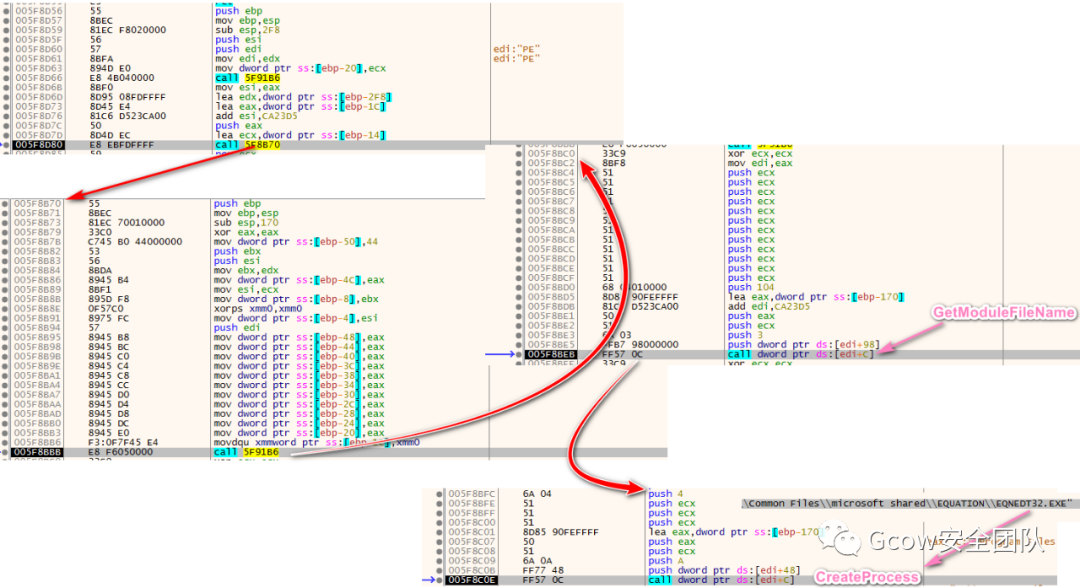 005F8D56 55 push ebp
005F8D57 8BEC mov ebp,esp
005F8D59 81EC F8020000 sub esp,2F8
005F8D5F 56 push esi
005F8D60 57 push edi edi:"PE"
005F8D61 8BFA mov edi,edx edi:"PE"
005F8D63 894D E0 mov dword ptr ss:[ebp-20],ecx
005F8D66 E8 4B040000 call 5F91B6
005F8D6B 8BF0 mov esi,eax
005F8D6D 8D95 08FDFFFF lea edx,dword ptr ss:[ebp-2F8]
005F8D73 8D45 E4 lea eax,dword ptr ss:[ebp-1C]
005F8D76 81C6 D523CA00 add esi,CA23D5
005F8D7C 50 push eax
005F8D7D 8D4D EC lea ecx,dword ptr ss:[ebp-14]
005F8D80 E8 EBFDFFFF call 5F8B70
005F8B70 55 push ebp
005F8B71 8BEC mov ebp,esp
005F8B73 81EC 70010000 sub esp,170
005F8B79 33C0 xor eax,eax
005F8B7B C745 B0 44000000 mov dword ptr ss:[ebp-50],44
005F8B82 53 push ebx
005F8B83 56 push esi
005F8B84 8BDA mov ebx,edx
005F8B86 8945 B4 mov dword ptr ss:[ebp-4C],eax
005F8B89 8BF1 mov esi,ecx
005F8B8B 895D F8 mov dword ptr ss:[ebp-8],ebx
005F8B8E 0F57C0 xorps xmm0,xmm0
005F8B91 8975 FC mov dword ptr ss:[ebp-4],esi
005F8B94 57 push edi
005F8B95 8945 B8 mov dword ptr ss:[ebp-48],eax
005F8B98 8945 BC mov dword ptr ss:[ebp-44],eax
005F8B9B 8945 C0 mov dword ptr ss:[ebp-40],eax
005F8B9E 8945 C4 mov dword ptr ss:[ebp-3C],eax
005F8BA1 8945 C8 mov dword ptr ss:[ebp-38],eax
005F8BA4 8945 CC mov dword ptr ss:[ebp-34],eax
005F8BA7 8945 D0 mov dword ptr ss:[ebp-30],eax
005F8BAA 8945 D4 mov dword ptr ss:[ebp-2C],eax
005F8BAD 8945 D8 mov dword ptr ss:[ebp-28],eax
005F8BB0 8945 DC mov dword ptr ss:[ebp-24],eax
005F8BB3 8945 E0 mov dword ptr ss:[ebp-20],eax
005F8BB6 F3:0F7F45 E4 movdqu xmmword ptr xmm0
005F8BBB E8 F6050000 call 5F91B6
005F8BC0 33C9 xor ecx,ecx
005F8BC2 8BF8 mov edi,eax
005F8BC4 51 push ecx
005F8BC5 51 push ecx
005F8BC6 51 push ecx
005F8BC7 51 push ecx
005F8BC8 51 push ecx
005F8BC9 51 push ecx
005F8BCA 51 push ecx
005F8BCB 51 push ecx
005F8BCC 51 push ecx
005F8BCD 51 push ecx
005F8BCE 51 push ecx
005F8BCF 51 push ecx
005F8BD0 68 push 104
005F8BD5 90FEFFFF lea eax,dword ptr ss:[ebp-170]
005F8BDB D523CA00 add edi,CA23D5
005F8BE1 50 push eax
005F8BE2 51 push ecx
005F8BE3 03 push 3
005F8BE5 98000000 push dword ptr ds:[edi+98]
005F8BEB FF57 0C call dword ptr ds:[edi+C]
GetModuleFileName
005F8BFC 6A 04 push 4
005F8BFE 51 push ecx \Common Files\\microsoft shared\\EQUATION\\EQNEDT32.EXE"
005F8BFF 51 push ecx
005F8C00 51 push ecx
005F8C01 8D85 90FEFFFF lea eax,dword ptr ss:[ebp-170]
005F8C07 50 push eax
005F8C08 51 push ecx
005F8C09 6A 0A push A
005F8C0B FF77 48 push dword ptr ds:[edi+48]
005F8C0E FF57 0C call dword ptr ds:[edi+C]
CreateProcess
Gcow安全团队